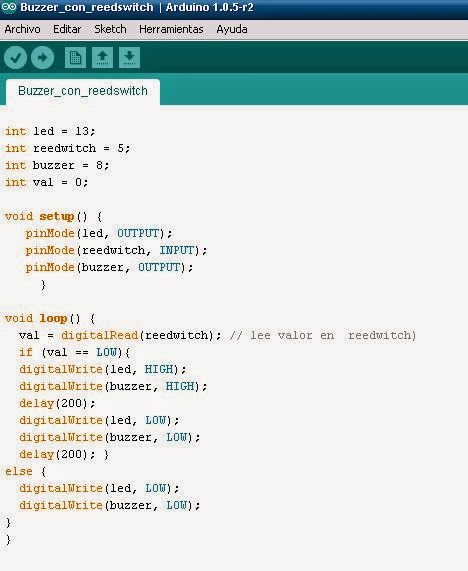 Buzzer_con_reedswitch | Arduino 1.0.5-r2
Archivo Editar Sketch Herramientas Ayuda
Buzzer_con_reedswitch
int led = 13;
int reedwitch = 5;
int buzzer = 8;
int val = 0;
void setup() {
pinMode(led, OUTPUT);
pinMode(reedwitch, INPUT);
pinMode(buzzer, OUTPUT);
}
void loop() {
val = digitalRead(reedwitch); // lee valor en reedwitch)
if (val == LOW){
digitalWrite(led, HIGH);
digitalWrite(buzzer, HIGH);
delay(200);
digitalWrite(led, LOW);
digitalWrite(buzzer, LOW);
delay(200); }
else {
digitalWrite(led, LOW);
digitalWrite(buzzer, LOW);
}
}